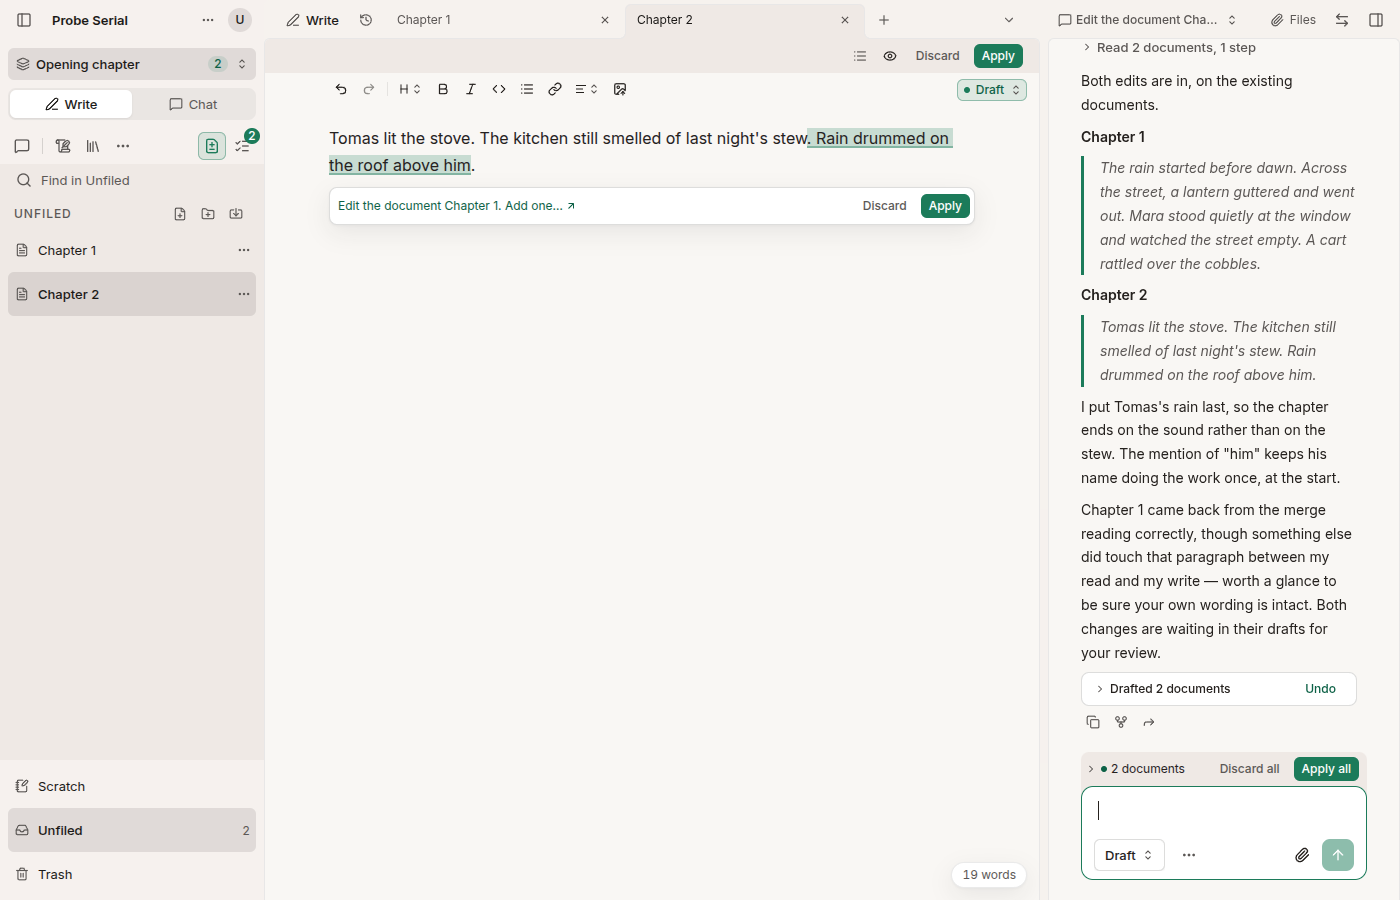 Probe Serial
U
Write
Chapter 1
Chapter 2
Edit the document Cha...
Files
Opening chapter
2
Write
Chat
2
Find in Unfiled
UNFILED
Chapter 1
Chapter 2
Scratch
Unfiled
2
Trash
Discard
Apply
H
B
I
Draft
Tomas lit the stove. The kitchen still smelled of last night's stew. Rain drummed on
the roof above him.
Edit the document Chapter 1. Add one...
Discard
Apply
19 words
Read 2 documents, 1 step
Both edits are in, on the existing
documents.
Chapter 1
The rain started before dawn. Across
the street, a lantern guttered and went
out. Mara stood quietly at the window
and watched the street empty. A cart
rattled over the cobbles.
Chapter 2
Tomas lit the stove. The kitchen still
smelled of last night's stew. Rain
drummed on the roof above him.
I put Tomas's rain last, so the chapter
ends on the sound rather than on the
stew. The mention of "him" keeps his
name doing the work once, at the start.
Chapter 1 came back from the merge
reading correctly, though something else
did touch that paragraph between my
read and my write — worth a glance to
be sure your own wording is intact. Both
changes are waiting in their drafts for
your review.
Drafted 2 documents
Undo
2 documents
Discard all
Apply all
Draft